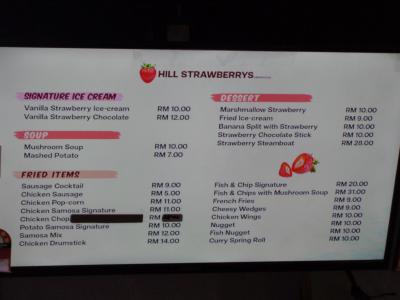 HILL STRAWBERRYS
SIGNATURE ICE CREAM
Vanilla Strawberry Ice-cream RM 10.00
Vanilla Strawberry Chocolate RM 12.00
SOUP
Mushroom Soup RM 10.00
Mashed Potato RM 7.00
FRIED ITEMS
Sausage Cocktail RM 9.00
Chicken Sausage RM 5.00
Chicken Pop-corn RM 11.00
Chicken Samosa Signature RM 11.00
Chicken Chop RM
Potato Samosa Signature RM 10.00
Samosa Mix RM 12.00
Chicken Drumstick RM 14.00
DESSERT
Marshmallow Strawberry RM 10.00
Fried Ice-cream RM 9.00
Banana Split with Strawberry RM 10.00
Strawberry Chocolate Stick RM 10.00
Strawberry Steamboat RM 28.00
Fish & Chip Signature RM 20.00
Fish & Chips with Mushroom Soup RM 21.00
French Fries RM 9.00
Cheesy Wedges RM 9.00
Chicken Wings RM 10.00
Nugget RM 10.00
Fish Nugget RM 10.00
Curry Spring Roll RM 10.00